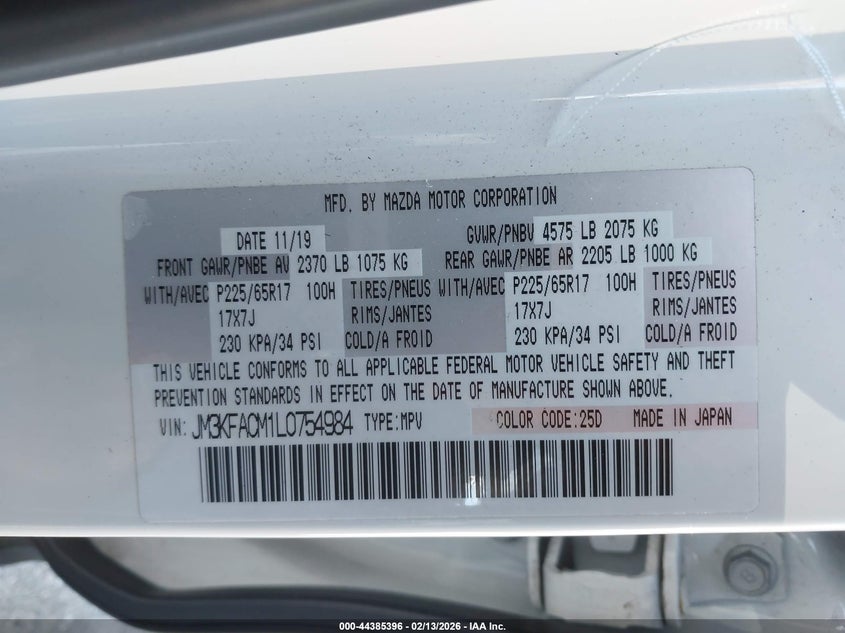 MFD. BY MAZDA MOTOR CORPORATION
DATE 11/19 GVWR/PNBV 4575 LB 2075 KG
FRONT GAWR/PNBE AV 2370 LB 1075 KG REAR GAWR/PNBE AR 2205 LB 1000 KG
WITH/AVEC P225/65R17 100H TIRES/PNEUS WITH/AVEC P225/65R17 100H TIRES/PNEUS
17X7J RIMS/JANTES 17X7J RIMS/JANTES
230 KPA/34 PSI COLD/A FROID 230 KPA/34 PSI COLD/A FROID
THIS VEHICLE CONFORMS TO ALL APPLICABLE FEDERAL MOTOR VEHICLE SAFETY AND THEFT
PREVENTION STANDARDS IN EFFECT ON THE DATE OF MANUFACTURE SHOWN ABOVE.
VIN: JM3KFACM1L0754984 TYPE:MPV COLOR CODE:25D MADE IN JAPAN
000-44385396 - 02/13/2026 - IAA Inc.